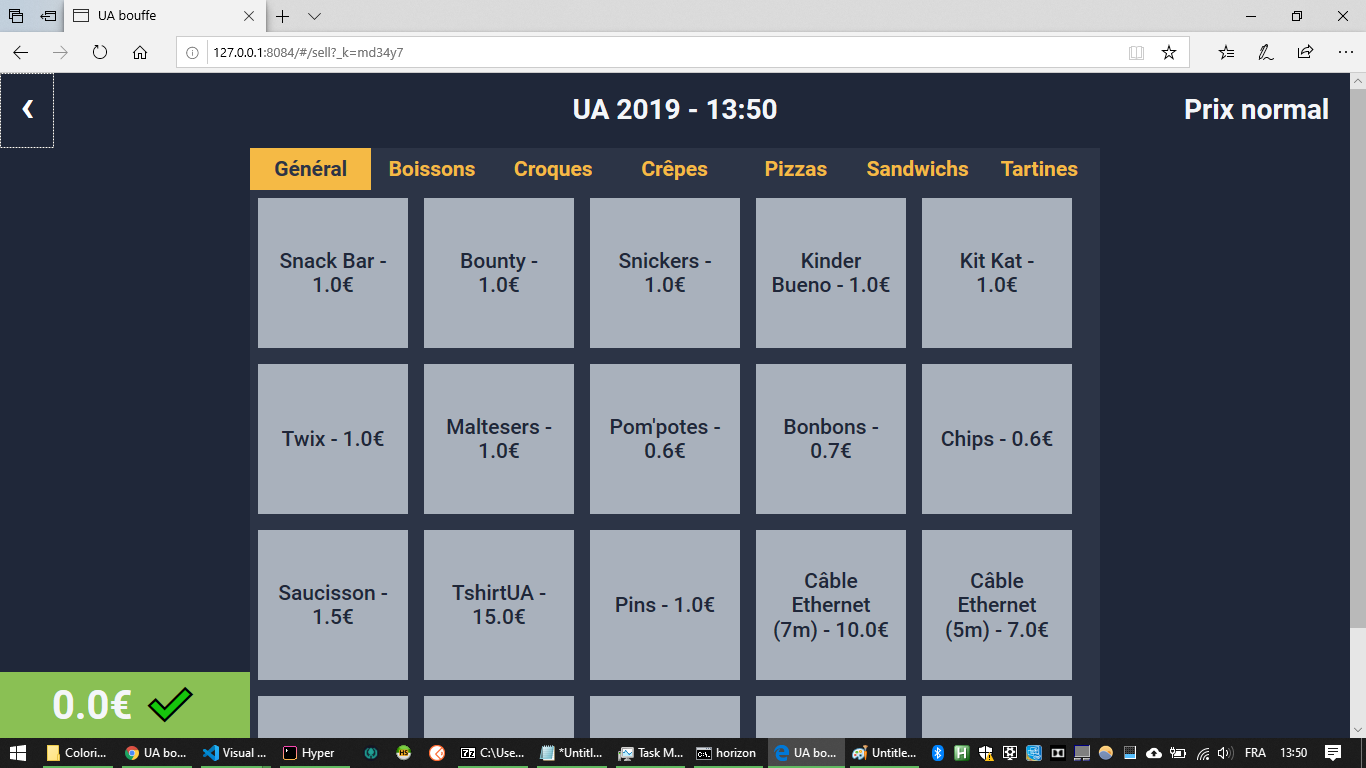 UA bouffe
127.0.0.1:8084/#/sell?_k=md34y7
UA 2019 - 13:50
Prix normal
Général
Boissons
Croques
Crêpes
Pizzas
Sandwichs
Tartines
Snack Bar -
1.0€
Bounty -
1.0€
Snickers -
1.0€
Kinder
Bueno - 1.0€
Kit Kat -
1.0€
Twix - 1.0€
Maltesers -
1.0€
Pom'potes -
0.6€
Bonbons -
0.7€
Chips - 0.6€
Saucisson -
1.5€
TshirtUA -
15.0€
Pins - 1.0€
Câble
Ethernet
(7m) - 10.0€
Câble
Ethernet
(5m) - 7.0€
0.0€
Colori...
UA bo...
Visual ...
Hyper
C:\Use...
*Untitl...
Task M...
horizon
UA bo...
Untitle...
FRA
13:50